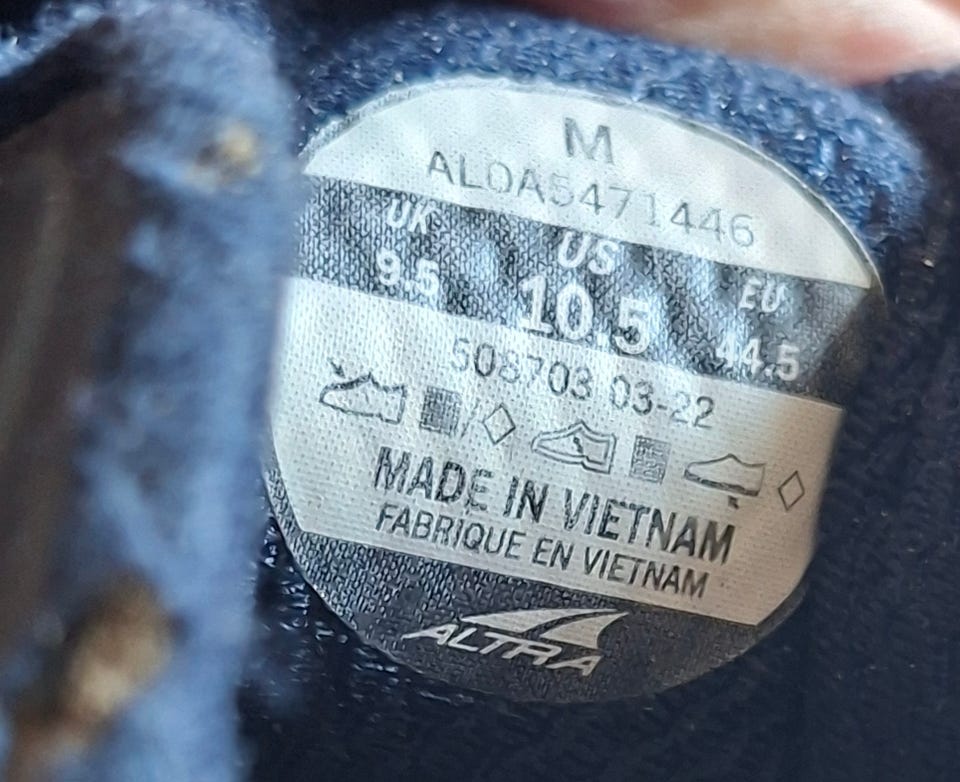 M
AL0A5471446
UK US EU
9.5 10.5 44.5
508703 03-22
MADE IN VIETNAM
FABRIQUE EN VIETNAM
ALTRA